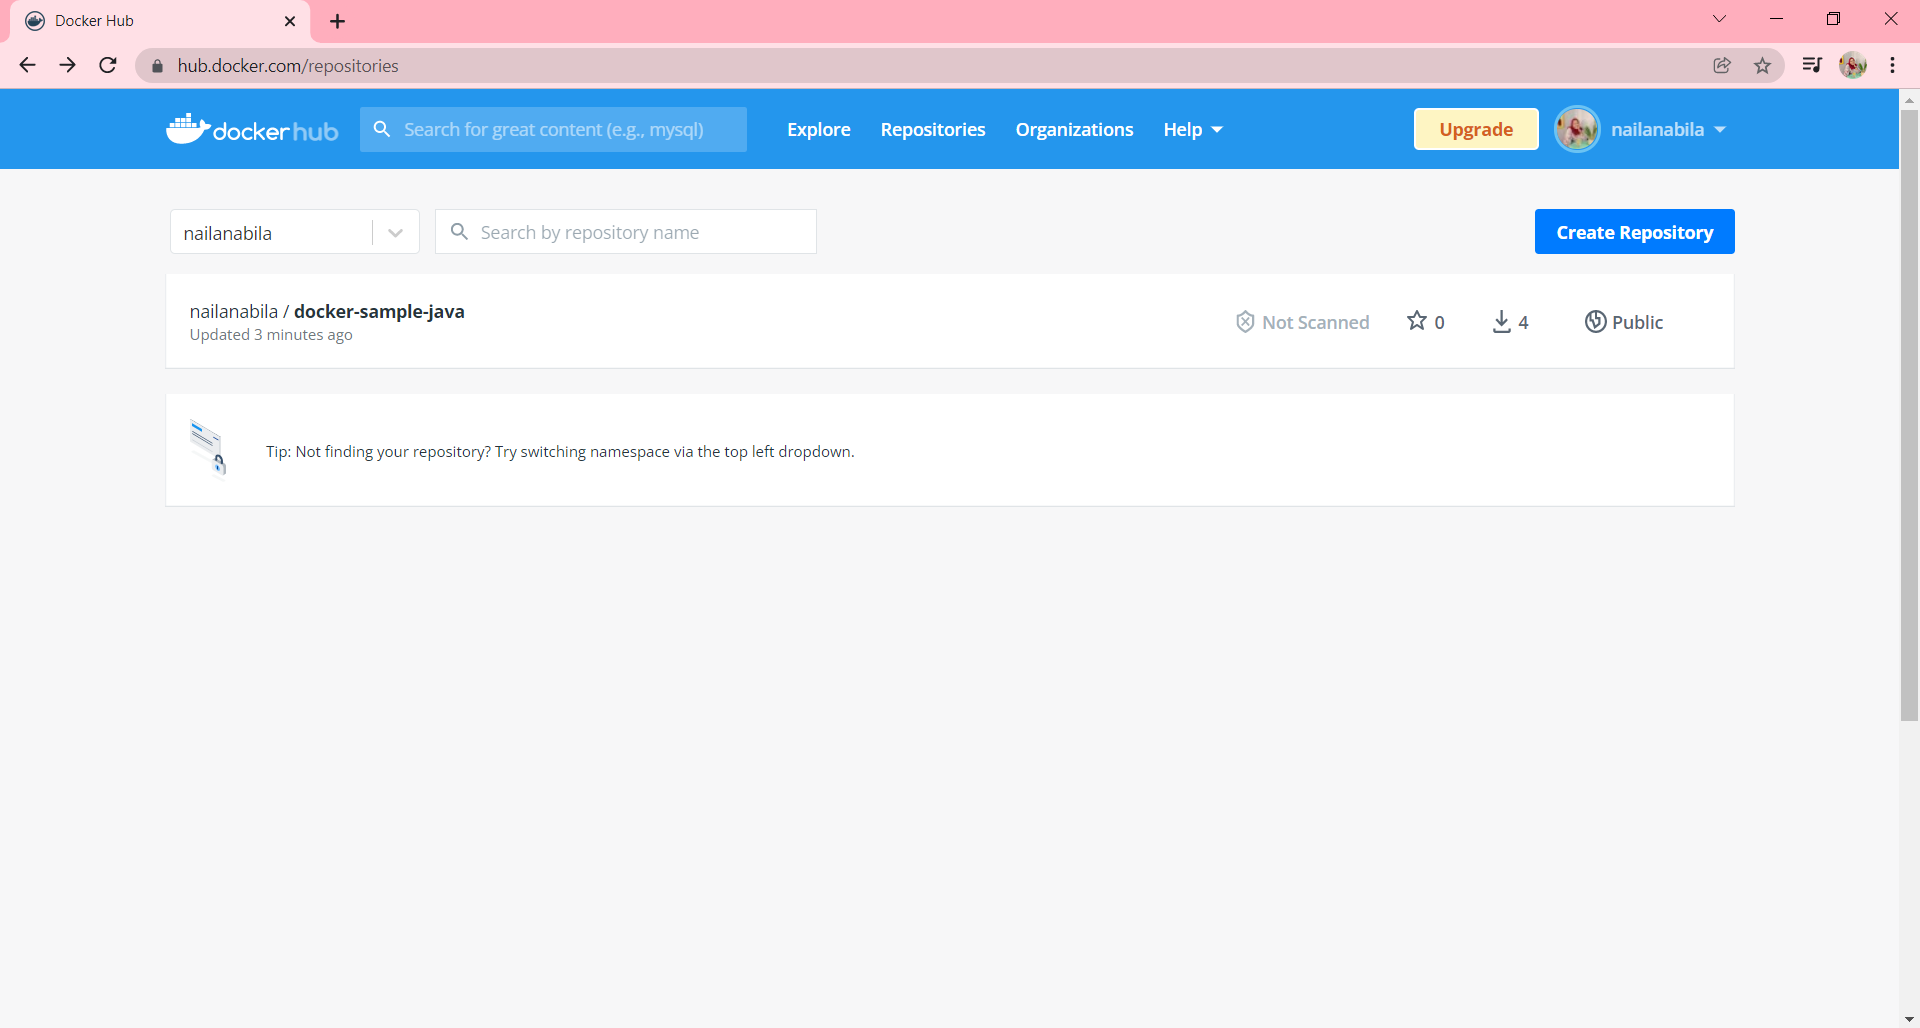 Docker Hub
hub.docker.com/repositories
docker hub
Search for great content (e.g., mysql)
Explore
Repositories
Organizations
Help
Upgrade
nailanabila
nailanabila
Search by repository name
Create Repository
nailanabila / docker-sample-java
Updated 3 minutes ago
Not Scanned
0
4
Public
Tip: Not finding your repository? Try switching namespace via the top left dropdown.